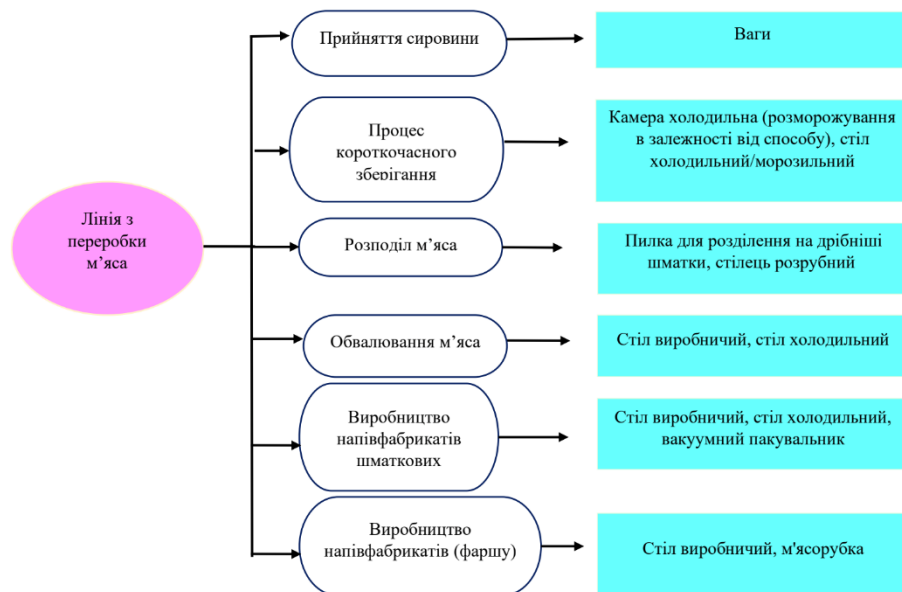 Прийняття сировини
Ваги
Процес
короткочасного
зберігання
Камера холодильна (розморожування
в залежності від способу), стіл
холодильний/морозильний
Лінія з
переробки
м’яса
Розподіл м’яса
Пилка для розділення на дрібніші
шматки, стілець розрубний
Обвалювання м’яса
Стіл виробничий, стіл холодильний
Виробництво
напівфабрикатів
шматкових
Стіл виробничий, стіл холодильний,
вакуумний пакувальник
Виробництво
напівфабрикатів (фаршу)
Стіл виробничий, м'ясорубка